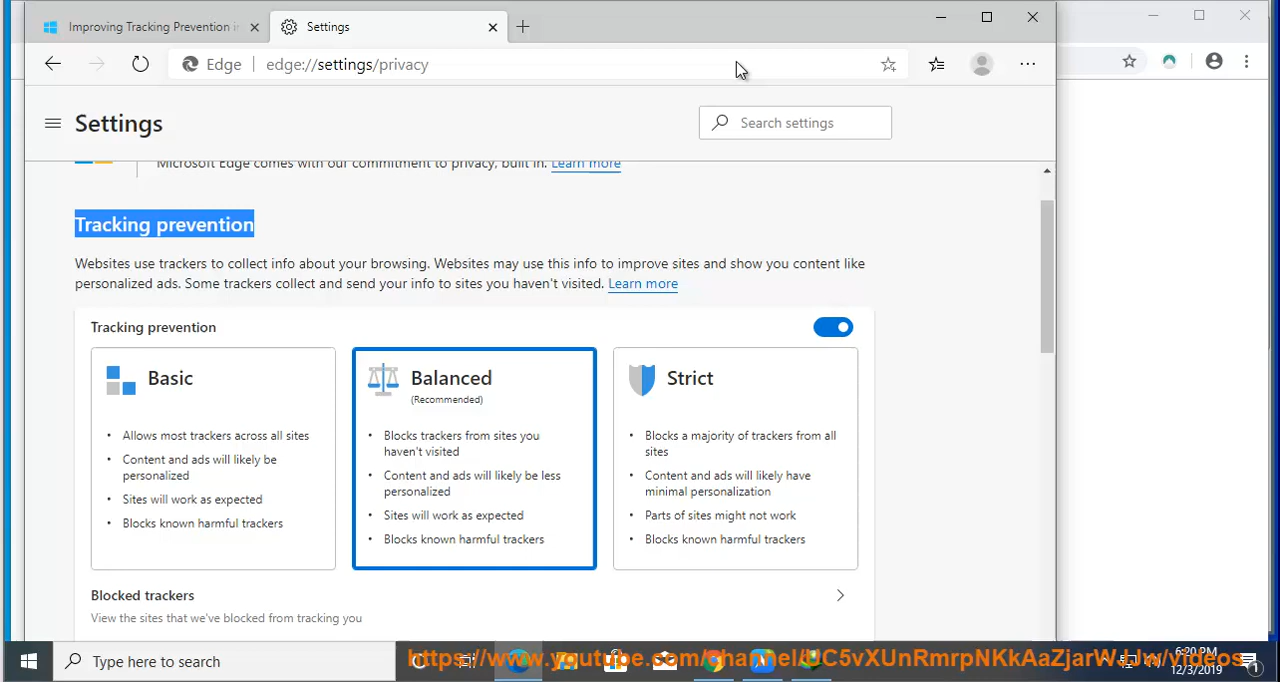 Improving Tracking Prevention in
Settings
Edge
edge://settings/privacy
Settings
Search settings
Microsoft Edge comes with our commitment to privacy, built in. Learn more
Tracking prevention
Websites use trackers to collect info about your browsing. Websites may use this info to improve sites and show you content like
personalized ads. Some trackers collect and send your info to sites you haven't visited. Learn more
Tracking prevention
Basic
• Allows most trackers across all sites
• Content and ads will likely be
personalized
• Sites will work as expected
• Blocks known harmful trackers
Balanced
(Recommended)
• Blocks trackers from sites you
haven't visited
• Content and ads will likely be less
personalized
• Sites will work as expected
• Blocks known harmful trackers
Strict
• Blocks a majority of trackers from all
sites
• Content and ads will likely have
minimal personalization
• Parts of sites might not work
• Blocks known harmful trackers
Blocked trackers
View the sites that we've blocked from tracking you
Type here to search
6:20 PM
12/3/2019
1